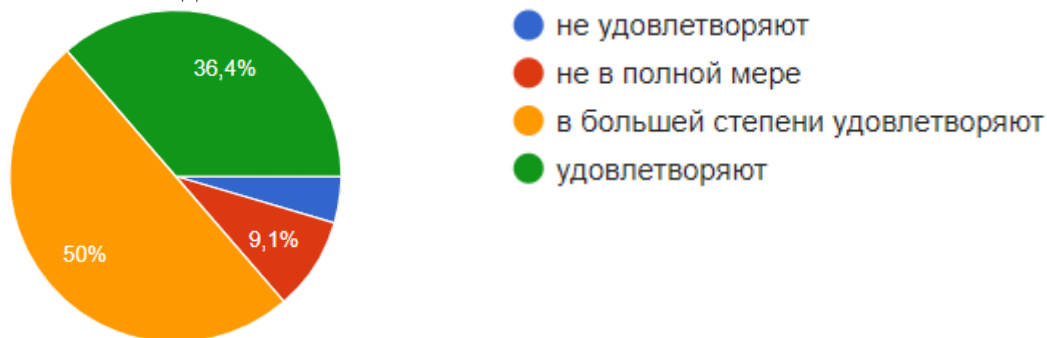 не удовлетворяют
36,4%
не в полной мере
в большей степени удовлетворяют
удовлетворяют
9,1%
50%